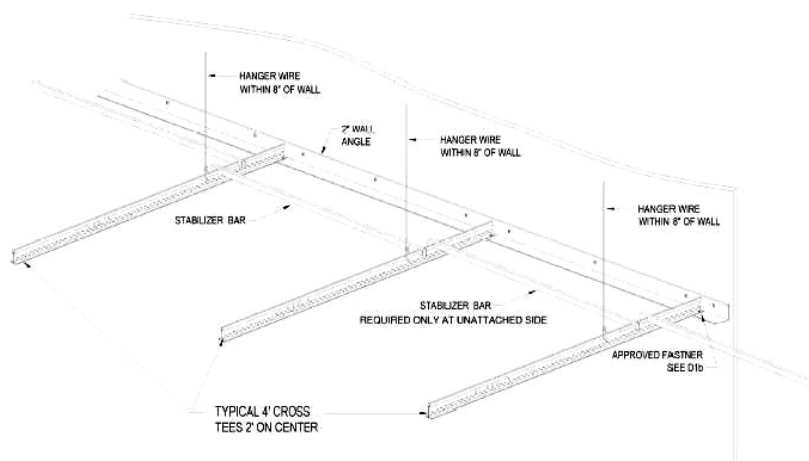 HANGER WIRE
WITHIN 8" OF WALL
2" WALL
ANGLE
HANGER WIRE
WITHIN 8" OF WALL
HANGER WIRE
WITHIN 8" OF WALL
STABILIZER BAR
STABILIZER BAR
REQUIRED ONLY AT UNATTACHED SIDE
APPROVED FASTNER
SEE D1b
TYPICAL 4' CROSS
TEES 2' ON CENTER